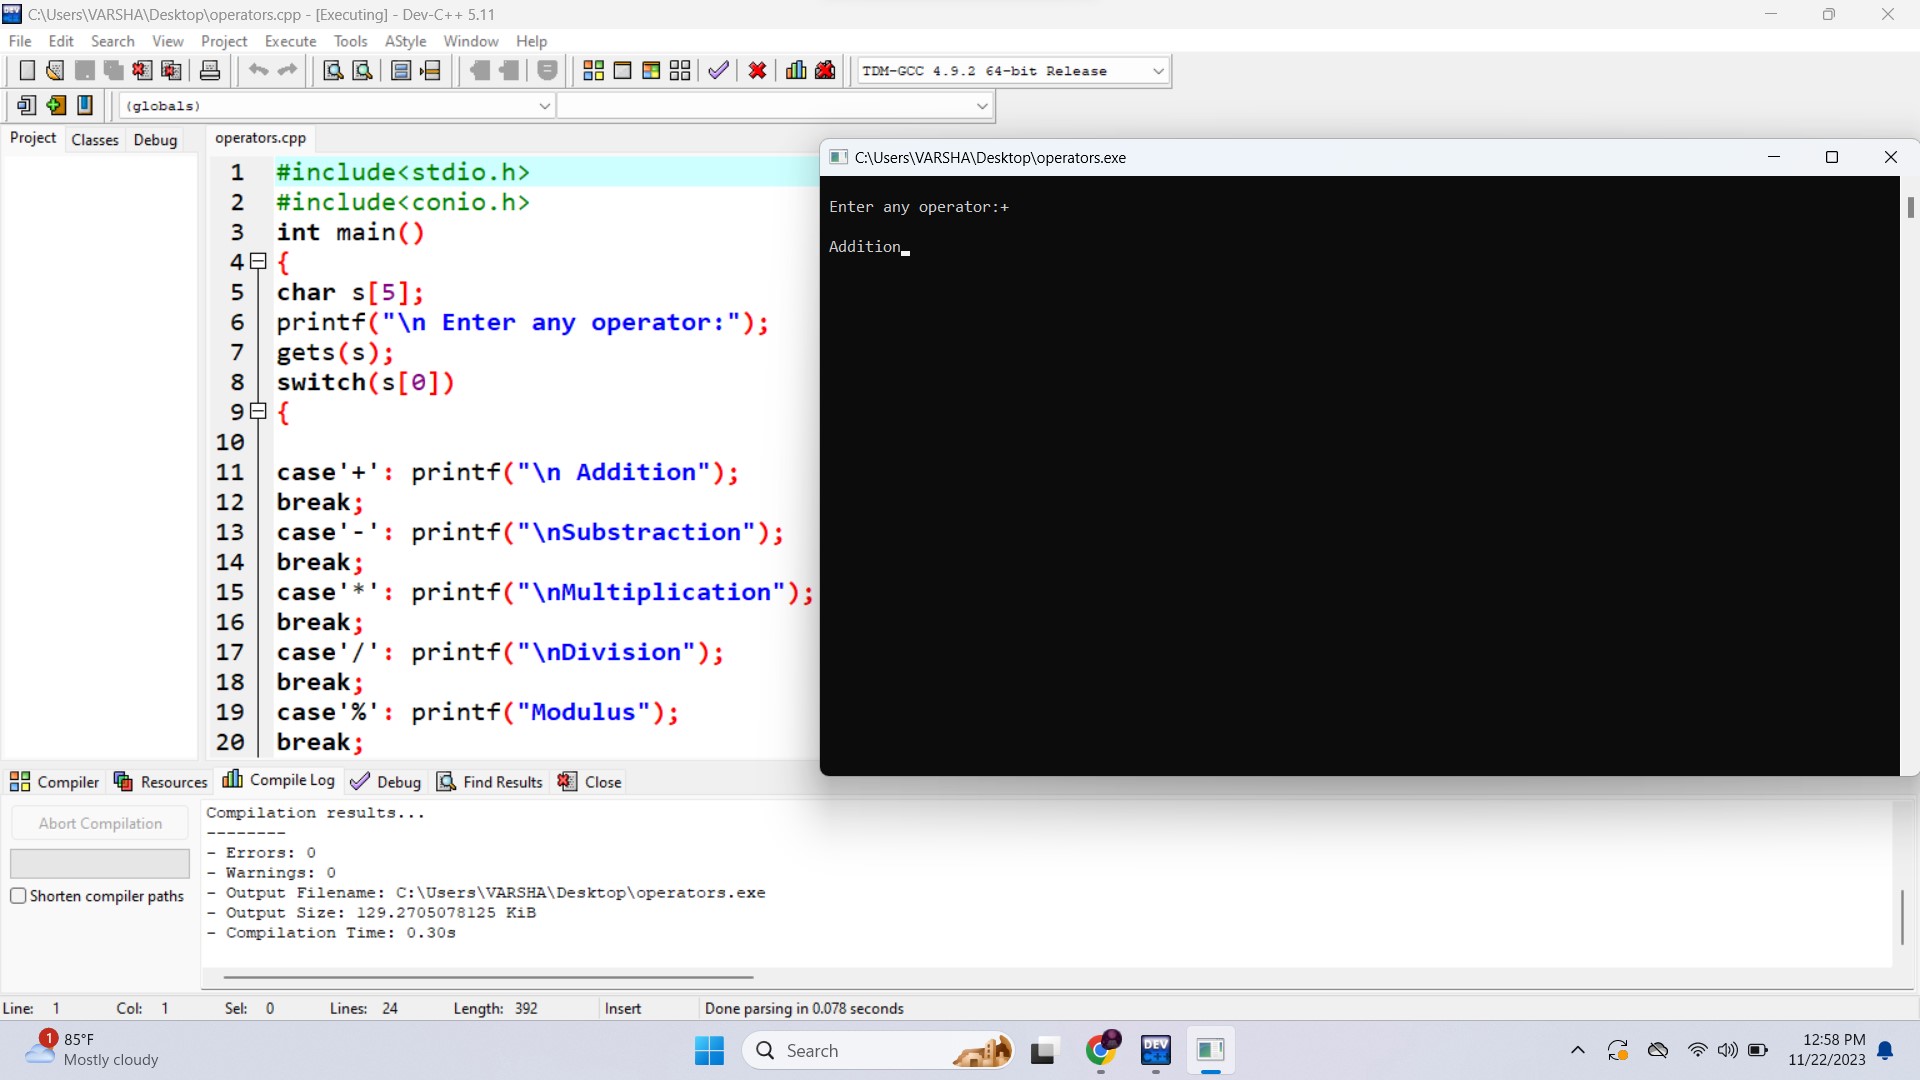 C:\Users\VARSHA\Desktop\operators.cpp - [Executing] - Dev-C++ 5.11
File Edit Search View Project Execute Tools AStyle Window Help
TDM-GCC 4.9.2 64-bit Release
(globals)
Project Classes Debug
operators.cpp
1 #include<stdio.h>
2 #include<conio.h>
3 int main()
4 {
5 char s[5];
6 printf("\n Enter any operator:");
7 gets(s);
8 switch(s[0])
9 {
10
11 case'+': printf("\n Addition");
12 break;
13 case'-': printf("\nSubstraction");
14 break;
15 case'*': printf("\nMultiplication");
16 break;
17 case'/': printf("\nDivision");
18 break;
19 case'%': printf("Modulus");
20 break;
C:\Users\VARSHA\Desktop\operators.exe
Enter any operator:+
Addition
Compiler Resources Compile Log Debug Find Results Close
Abort Compilation
Shorten compiler paths
Compilation results...
--------
- Errors: 0
- Warnings: 0
- Output Filename: C:\Users\VARSHA\Desktop\operators.exe
- Output Size: 129.2705078125 KiB
- Compilation Time: 0.30s
Line: 1 Col: 1 Sel: 0 Lines: 24 Length: 392 Insert Done parsing in 0.078 seconds
1
85°F
Mostly cloudy
Search
DEV
C++
12:58 PM
11/22/2023